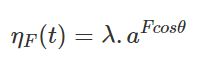 η_F(t) = λ. a^{Fcosθ}